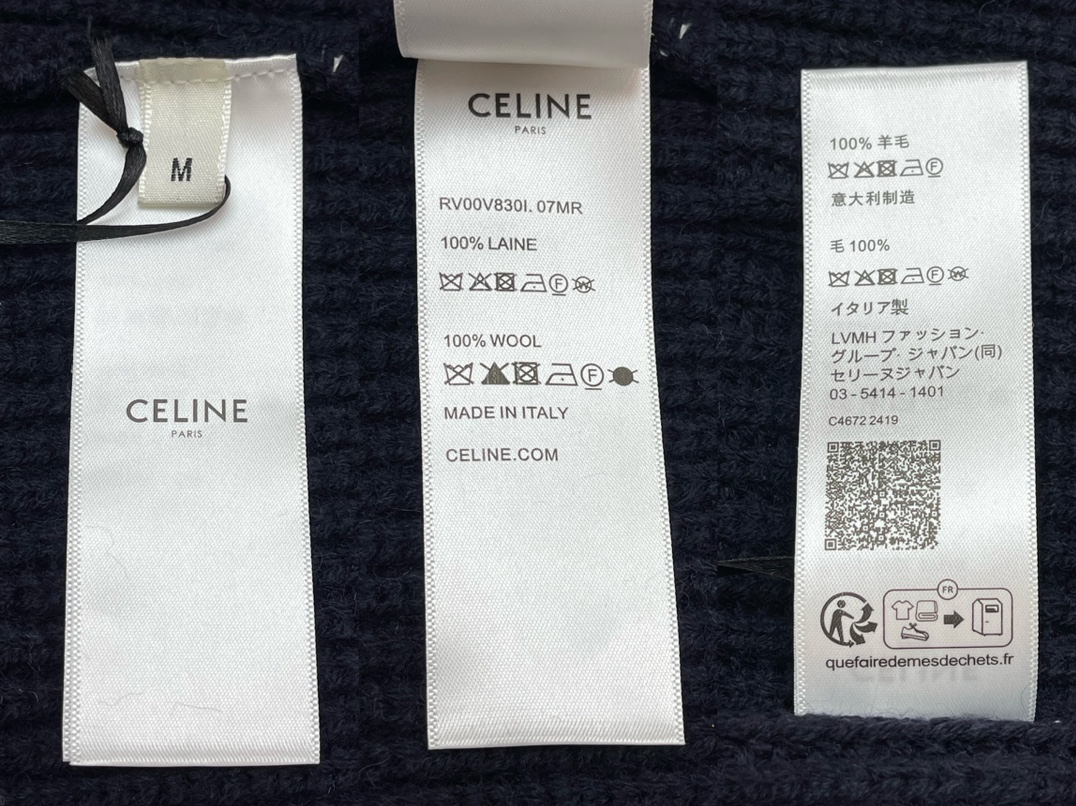 M
CELINE
PARIS
CELINE
PARIS
RV00V830I. 07MR
100% LAINE
F W
100% WOOL
F
MADE IN ITALY
CELINE.COM
100% 羊毛
F
意大利制造
毛 100%
F W
イタリア製
LVMH ファッション·
グループ· ジャパン(同)
セリーヌジャパン
03 - 5414 - 1401
C4672 2419
FR
quefairedemesdechets.fr